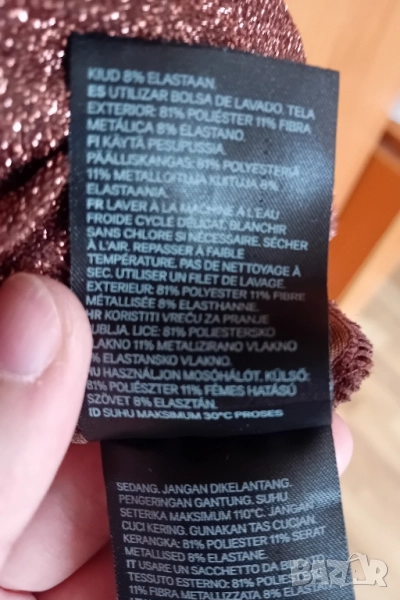 KIUD 8% ELASTAAN.
ES UTILIZAR BOLSA DE LAVADO. TELA
EXTERIOR: 81% POLIÉSTER 11% FIBRA
METÁLICA 8% ELASTANO.
FI KÄYTÄ PESUPUSSIA.
PÄÄLLISKANGAS: 81% POLYESTERIÄ
11% METALLOITUJA KUITUJA 8%
ELASTAANIA.
FR LAVER À LA MACHINE À L'EAU
FROIDE CYCLE DÉLICAT, BLANCHIR
SANS CHLORE SI NÉCESSAIRE, SÉCHER
À L'AIR. REPASSER À FAIBLE
TEMPÉRATURE. PAS DE NETTOYAGE À
SEC. UTILISER UN FILET DE LAVAGE.
EXTERIEUR: 81% POLYESTER 11% FIBRE
MÉTALLISÉE 8% ELASTHANNE.
HR KORISTITI VREĆU ZA PRANJE
UBLJA. LICE: 81% POLIESTERSKO
VLAKNO 11% METALIZIRANO VLAKNO
% ELASTANSKO VLAKNO.
HU HASZNÁLJON MOSÓHÁLÓT. KÜLSŐ:
81% POLIÉSZTER 11% FÉMES HATÁSÚ
SZÖVET 8% ELASZTÁN.
ID SUHU MAKSIMUM 30°C PROSES
SEDANG. JANGAN DIKELANTANG.
PENGERINGAN GANTUNG. SUHU
SETERIKA MAKSIMUM 110°C. JANGAN
CUCI KERING. GUNAKAN TAS CUCIAN.
KERANGKA: 81% POLIESTER 11% SERAT
METALLISED 8% ELASTANE.
IT USARE UN SACCHETTO DA
TESSUTO ESTERNO: 81% POLIESTERE
11% FIBRA METALLIZZATA 8%
BAZAR